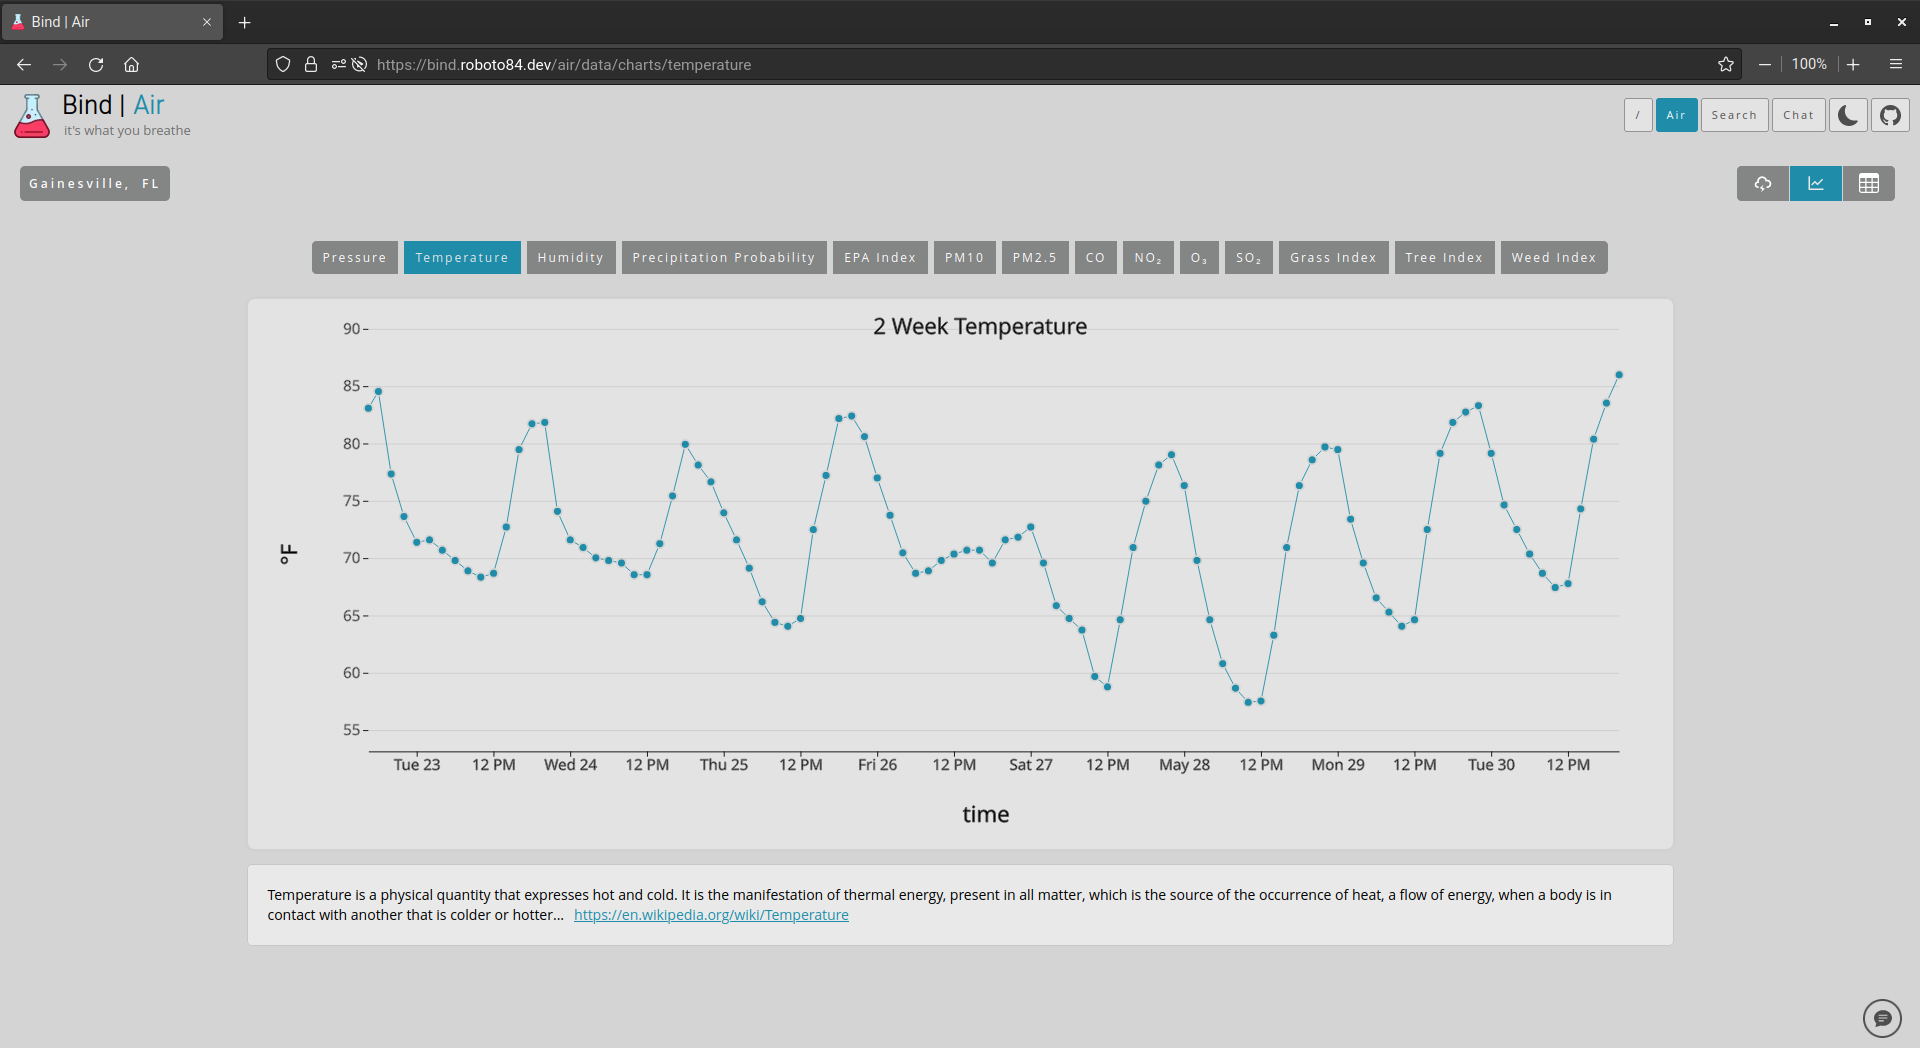 Bind | Air
https://bind.roboto84.dev/air/data/charts/temperature
100%
Bind | Air
it's what you breathe
/
Air
Search
Chat
Gainesville, FL
Pressure
Temperature
Humidity
Precipitation Probability
EPA Index
PM10
PM2.5
CO
NO₂
O₃
SO₂
Grass Index
Tree Index
Weed Index
2 Week Temperature
90
85
80
75
70
65
60
55
°F
Tue 23 12 PM Wed 24 12 PM Thu 25 12 PM Fri 26 12 PM Sat 27 12 PM May 28 12 PM Mon 29 12 PM Tue 30 12 PM
time
Temperature is a physical quantity that expresses hot and cold. It is the manifestation of thermal energy, present in all matter, which is the source of the occurrence of heat, a flow of energy, when a body is in
contact with another that is colder or hotter... https://en.wikipedia.org/wiki/Temperature